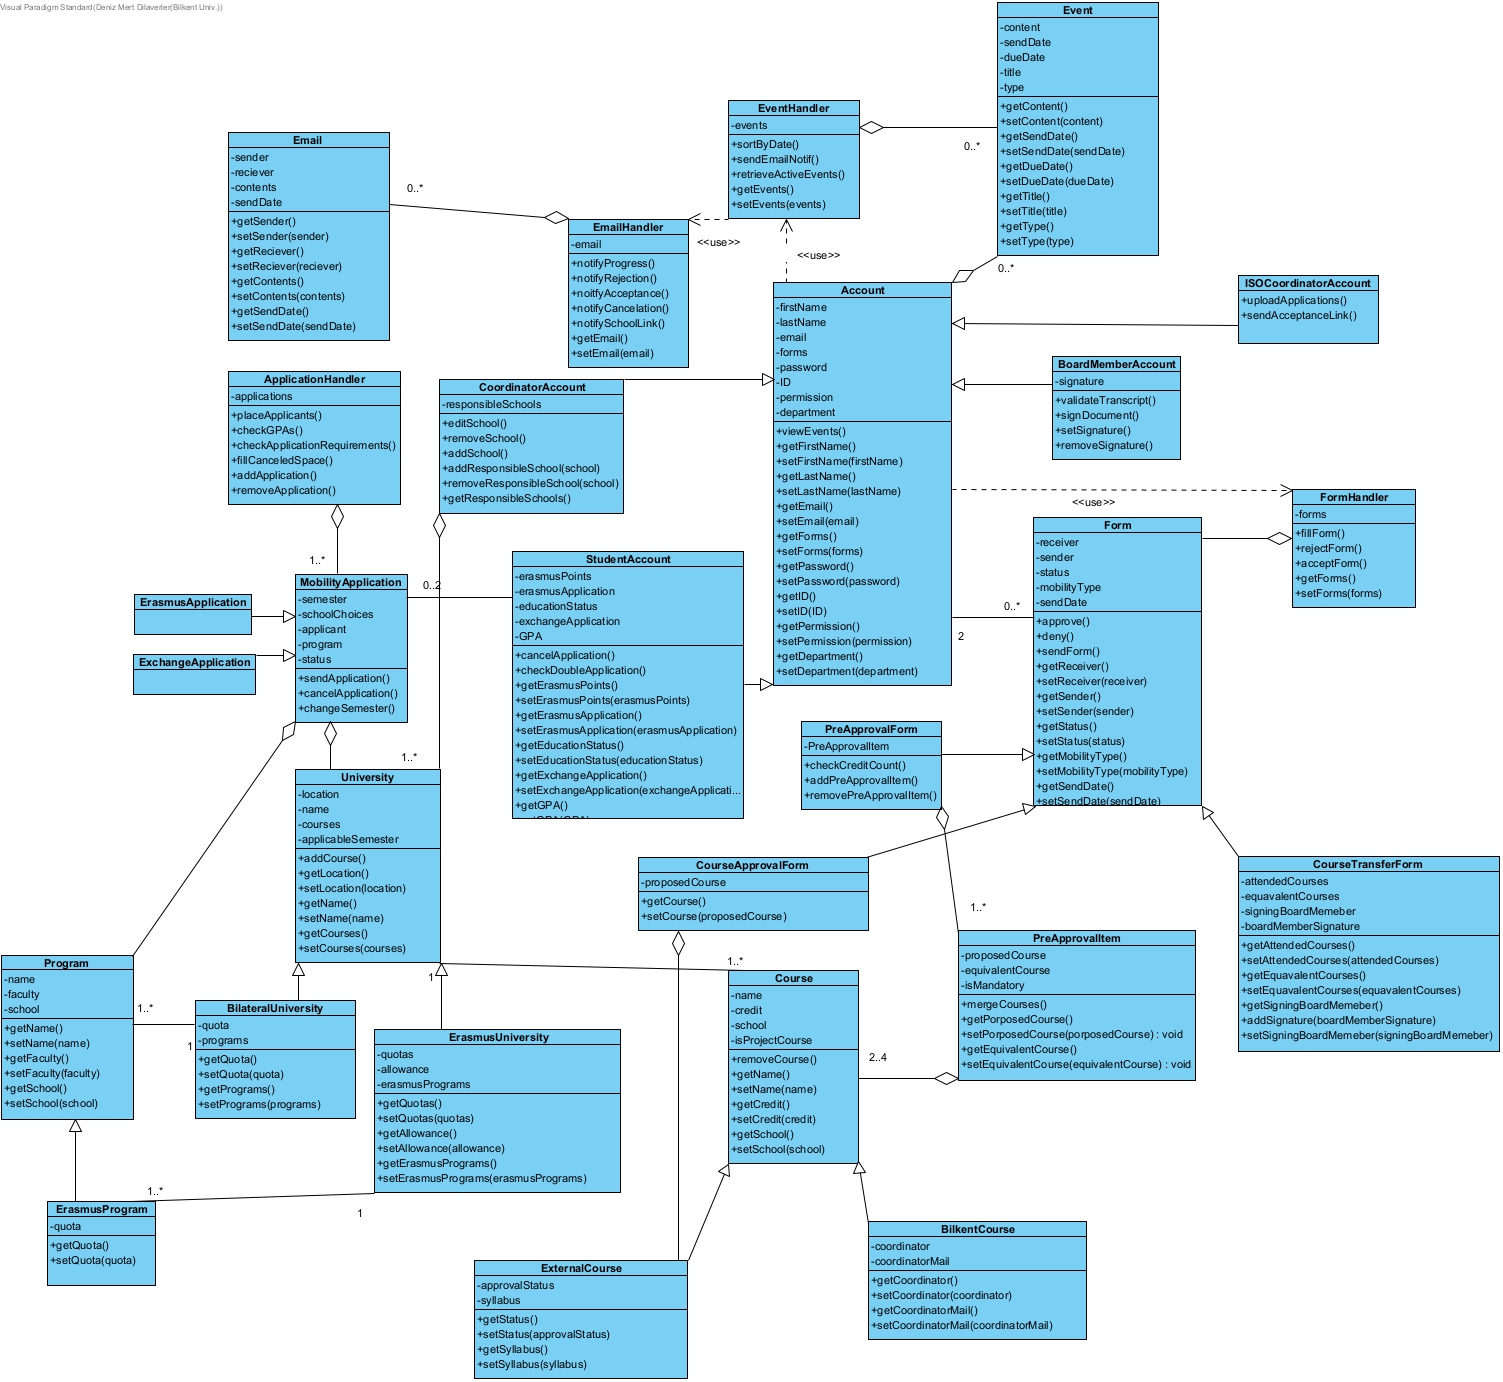 Visual Paradigm Standard(Deniz Mert Dilaverler(Bilkent Univ.))
Event
-content
-sendDate
-dueDate
-title
-type
+getContent()
+setContent(content)
+getSendDate()
+setSendDate(sendDate)
+getDueDate()
+setDueDate(dueDate)
+getTitle()
+setTitle(title)
+getType()
+setType(type)
EventHandler
-events
+sortByDate()
+sendEmailNotif()
+retrieveActiveEvents()
+getEvents()
+setEvents(events)
0..*
Email
-sender
-reciever
-contents
-sendDate
+getSender()
+setSender(sender)
+getReciever()
+setReciever(reciever)
+getContents()
+setContents(contents)
+getSendDate()
+setSendDate(sendDate)
0..*
EmailHandler
-email
+notifyProgress()
+notifyRejection()
+noitfyAcceptance()
+notifyCancelation()
+notifySchoolLink()
+getEmail()
+setEmail(email)
<<use>>
<<use>>
0..*
Account
-firstName
-lastName
-email
-forms
-password
-ID
-permission
-department
+viewEvents()
+getFirstName()
+setFirstName(firstName)
+getLastName()
+setLastName(lastName)
+getEmail()
+setEmail(email)
+getForms()
+setForms(forms)
+getPassword()
+setPassword(password)
+getID()
+setID(ID)
+getPermission()
+setPermission(permission)
+getDepartment()
+setDepartment(department)
ISOCoordinatorAccount
+uploadApplications()
+sendAcceptanceLink()
BoardMemberAccount
-signature
+validateTranscript()
+signDocument()
+setSignature()
+removeSignature()
ApplicationHandler
-applications
+placeApplicants()
+checkGPAs()
+checkApplicationRequirements()
+fillCanceledSpace()
+addApplication()
+removeApplication()
CoordinatorAccount
-responsibleSchools
+editSchool()
+removeSchool()
+addSchool()
+addResponsibleSchool(school)
+removeResponsibleSchool(school)
+getResponsibleSchools()
<<use>>
FormHandler
-forms
+fillForm()
+rejectForm()
+acceptForm()
+getForms()
+setForms(forms)
Form
-receiver
-sender
-status
-mobilityType
-sendDate
+approve()
+deny()
+sendForm()
+getReceiver()
+setReceiver(receiver)
+getSender()
+setSender(sender)
+getStatus()
+setStatus(status)
+getMobilityType()
+setMobilityType(mobilityType)
+getSendDate()
+setSendDate(sendDate)
0..*
2
1..*
MobilityApplication
-semester
-schoolChoices
-applicant
-program
-status
+sendApplication()
+cancelApplication()
+changeSemester()
0..2
ErasmusApplication
ExchangeApplication
StudentAccount
-erasmusPoints
-erasmusApplication
-educationStatus
-exchangeApplication
-GPA
+cancelApplication()
+checkDoubleApplication()
+getErasmusPoints()
+setErasmusPoints(erasmusPoints)
+getErasmusApplication()
+setErasmusApplication(erasmusApplication)
+getEducationStatus()
+setEducationStatus(educationStatus)
+getExchangeApplication()
+setExchangeApplication(exchangeApplicati...
+getGPA()
PreApprovalForm
-PreApprovalItem
+checkCreditCount()
+addPreApprovalItem()
+removePreApprovalItem()
1..*
University
-location
-name
-courses
-applicableSemester
+addCourse()
+getLocation()
+setLocation(location)
+getName()
+setName(name)
+getCourses()
+setCourses(courses)
CourseApprovalForm
-proposedCourse
+getCourse()
+setCourse(proposedCourse)
CourseTransferForm
-attendedCourses
-equavalentCourses
-signingBoardMemeber
-boardMemberSignature
+getAttendedCourses()
+setAttendedCourses(attendedCourses)
+getEquavalentCourses()
+setEquavalentCourses(equavalentCourses)
+getSigningBoardMemeber()
+addSignature(boardMemberSignature)
+setSigningBoardMemeber(signingBoardMemeber)
1..*
PreApprovalItem
-proposedCourse
-equivalentCourse
-isMandatory
+mergeCourses()
+getPorposedCourse()
+setPorposedCourse(porposedCourse) : void
+getEquivalentCourse()
+setEquivalentCourse(equivalentCourse) : void
1
1..*
Course
-name
-credit
-school
-isProjectCourse
+removeCourse()
+getName()
+setName(name)
+getCredit()
+setCredit(credit)
+getSchool()
+setSchool(school)
2..4
Program
-name
-faculty
-school
+getName()
+setName(name)
+getFaculty()
+setFaculty(faculty)
+getSchool()
+setSchool(school)
1..*
1
BilateralUniversity
-quota
-programs
+getQuota()
+setQuota(quota)
+getPrograms()
+setPrograms(programs)
ErasmusUniversity
-quotas
-allowance
-erasmusPrograms
+getQuotas()
+setQuotas(quotas)
+getAllowance()
+setAllowance(allowance)
+getErasmusPrograms()
+setErasmusPrograms(erasmusPrograms)
1..*
1
ErasmusProgram
-quota
+getQuota()
+setQuota(quota)
ExternalCourse
-approvalStatus
-syllabus
+getStatus()
+setStatus(approvalStatus)
+getSyllabus()
+setSyllabus(syllabus)
BilkentCourse
-coordinator
-coordinatorMail
+getCoordinator()
+setCoordinator(coordinator)
+getCoordinatorMail()
+setCoordinatorMail(coordinatorMail)